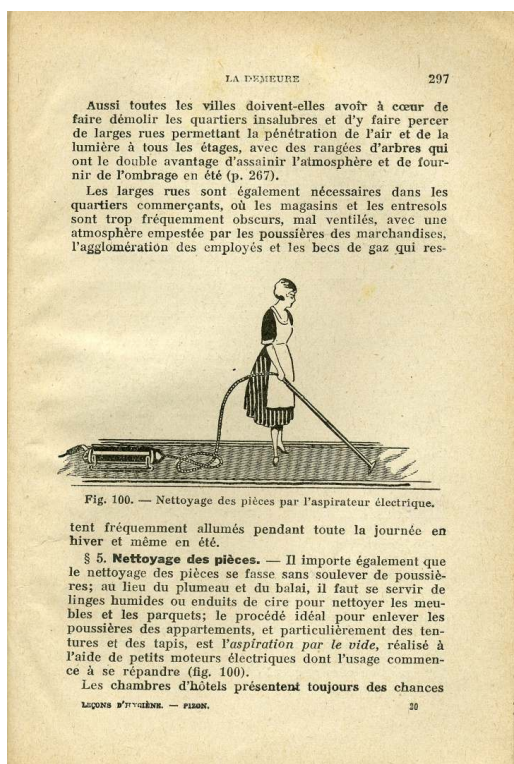 LA DEMEURE 297
Aussi toutes les villes doivent-elles avoir à cœur de
faire démolir les quartiers insalubres et d'y faire percer
de larges rues permettant la pénétration de l'air et de la
lumière à tous les étages, avec des rangées d'arbres qui
ont le double avantage d'assainir l'atmosphère et de four-
nir de l'ombrage en été (p. 267).
Les larges rues sont également nécessaires dans les
quartiers commerçants, où les magasins et les entresols
sont trop fréquemment obscurs, mal ventilés, avec une
atmosphère empestée par les poussières des marchandises,
l'agglomération des employés et les becs de gaz qui res-
Fig. 100. — Nettoyage des pièces par l'aspirateur électrique.
tent fréquemment allumés pendant toute la journée en
hiver et même en été.
§ 5. Nettoyage des pièces. — Il importe également que
le nettoyage des pièces se fasse sans soulever de poussiè-
res; au lieu du plumeau et du balai, il faut se servir de
linges humides ou enduits de cire pour nettoyer les meu-
bles et les parquets; le procédé idéal pour enlever les
poussières des appartements, et particulièrement des ten-
tures et des tapis, est l'aspiration par le vide, réalisé à
l'aide de petits moteurs électriques dont l'usage commen-
ce à se répandre (fig. 100).
Les chambres d'hôtels présentent toujours des chances
LEÇONS D'HYGIÈNE. — PIZON. 20